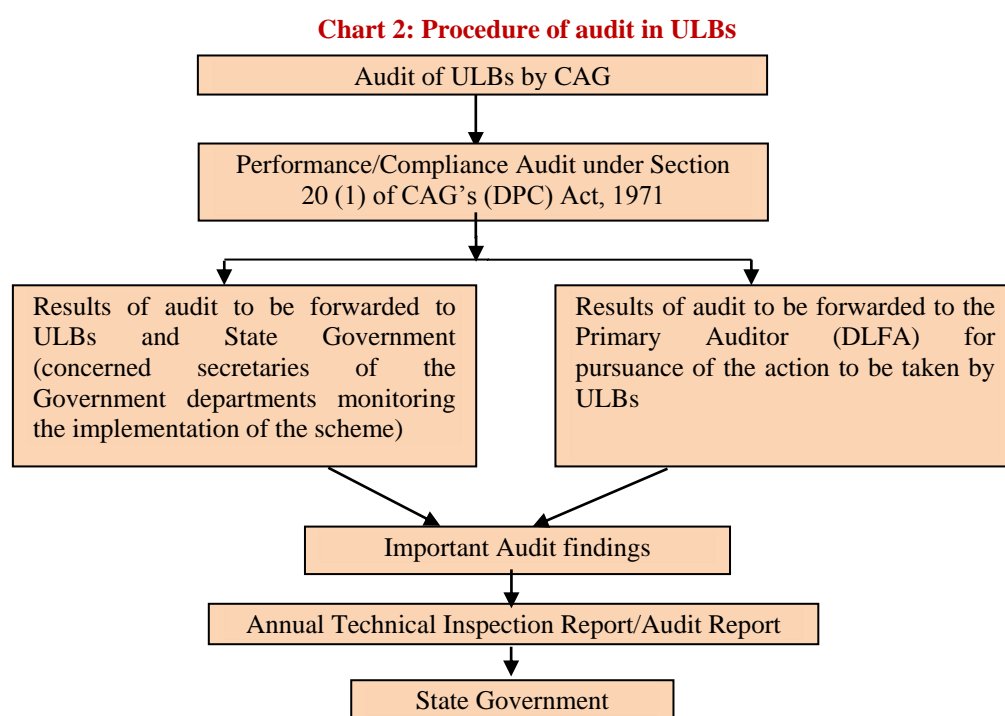 Chart 2: Procedure of audit in ULBs
Audit of ULBs by CAG
Performance/Compliance Audit under Section
20 (1) of CAG’s (DPC) Act, 1971
Results of audit to be forwarded to
ULBs and State Government
(concerned secretaries of the
Government departments monitoring
the implementation of the scheme)
Results of audit to be forwarded to the
Primary Auditor (DLFA) for
pursuance of the action to be taken by
ULBs
Important Audit findings
Annual Technical Inspection Report/Audit Report
State Government